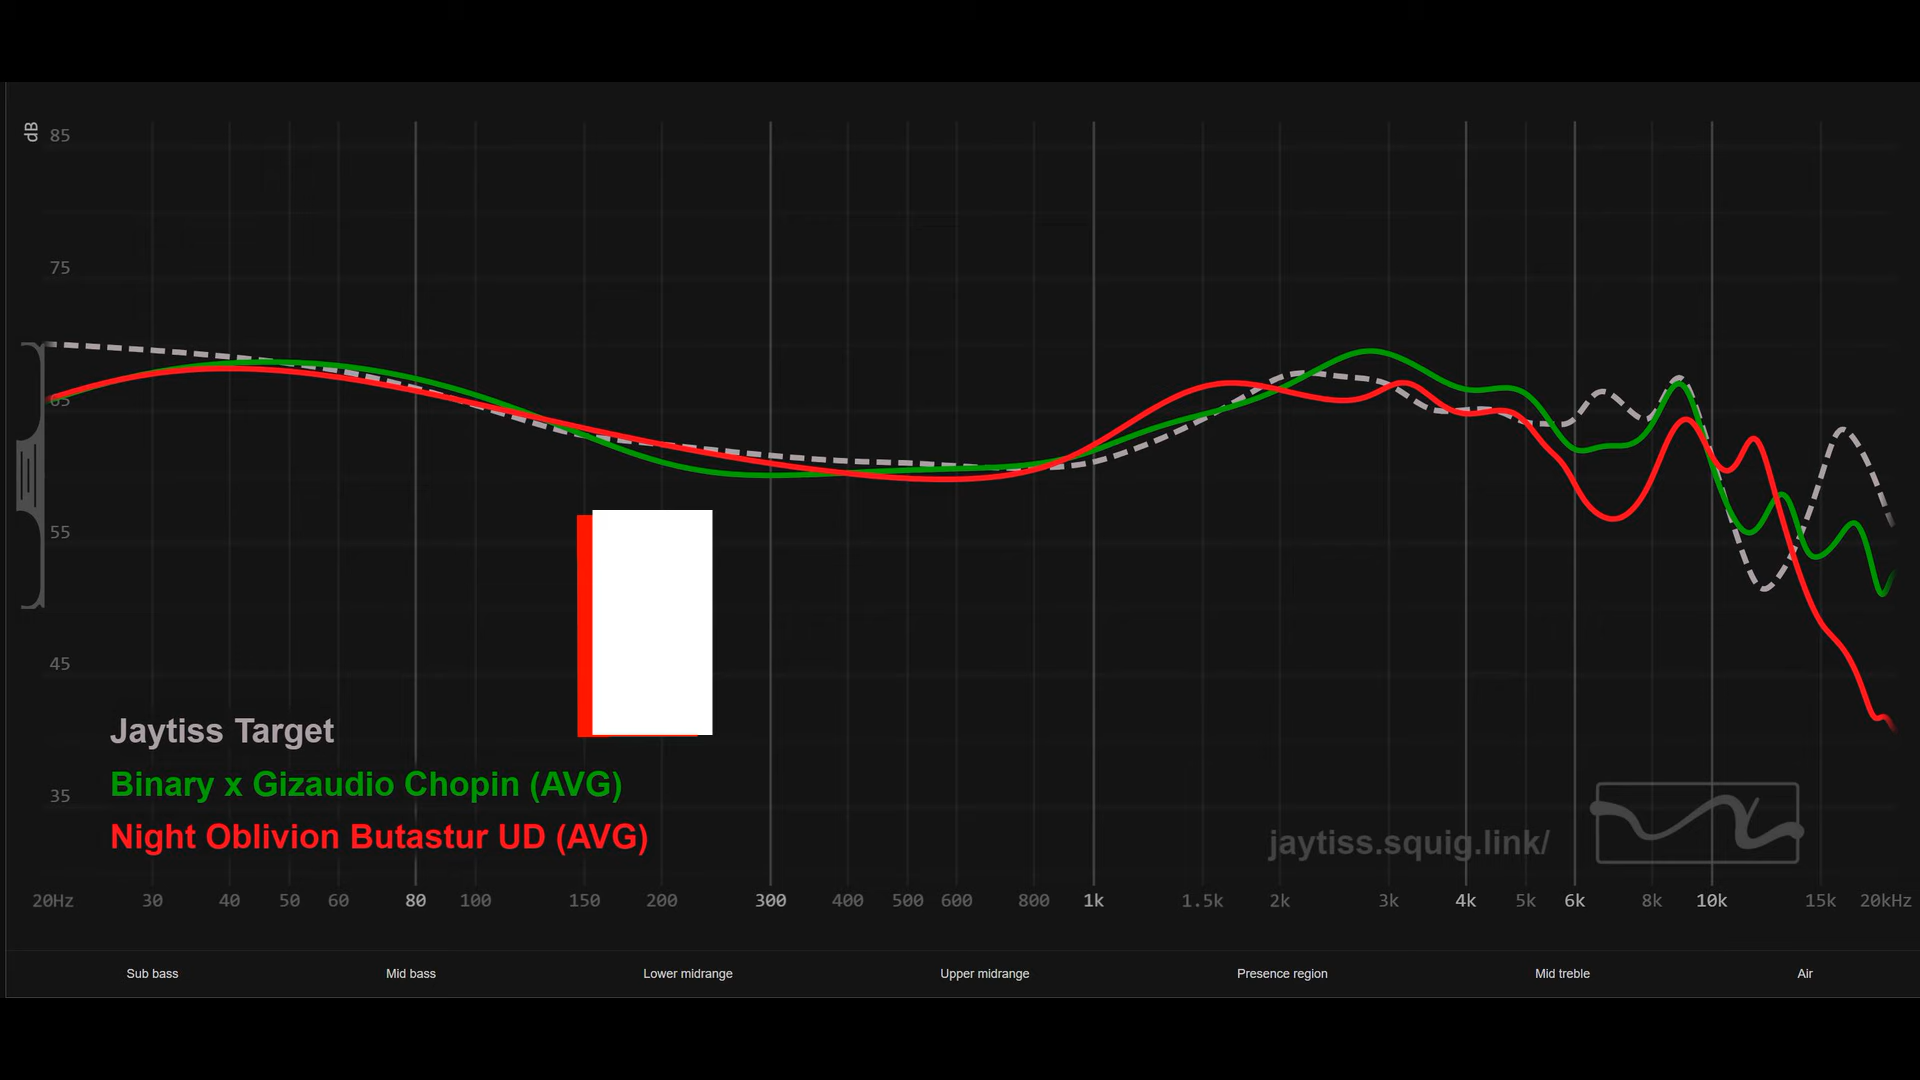 dB
85
75
65
55
45
35
Jaytiss Target
Binary x Gizaudio Chopin (AVG)
Night Oblivion Butastur UD (AVG)
jaytiss.squig.link/
20Hz 30 40 50 60 80 100 150 200 300 400 500 600 800 1k 1.5k 2k 3k 4k 5k 6k 8k 10k 15k 20kHz
Sub bass Mid bass Lower midrange Upper midrange Presence region Mid treble Air